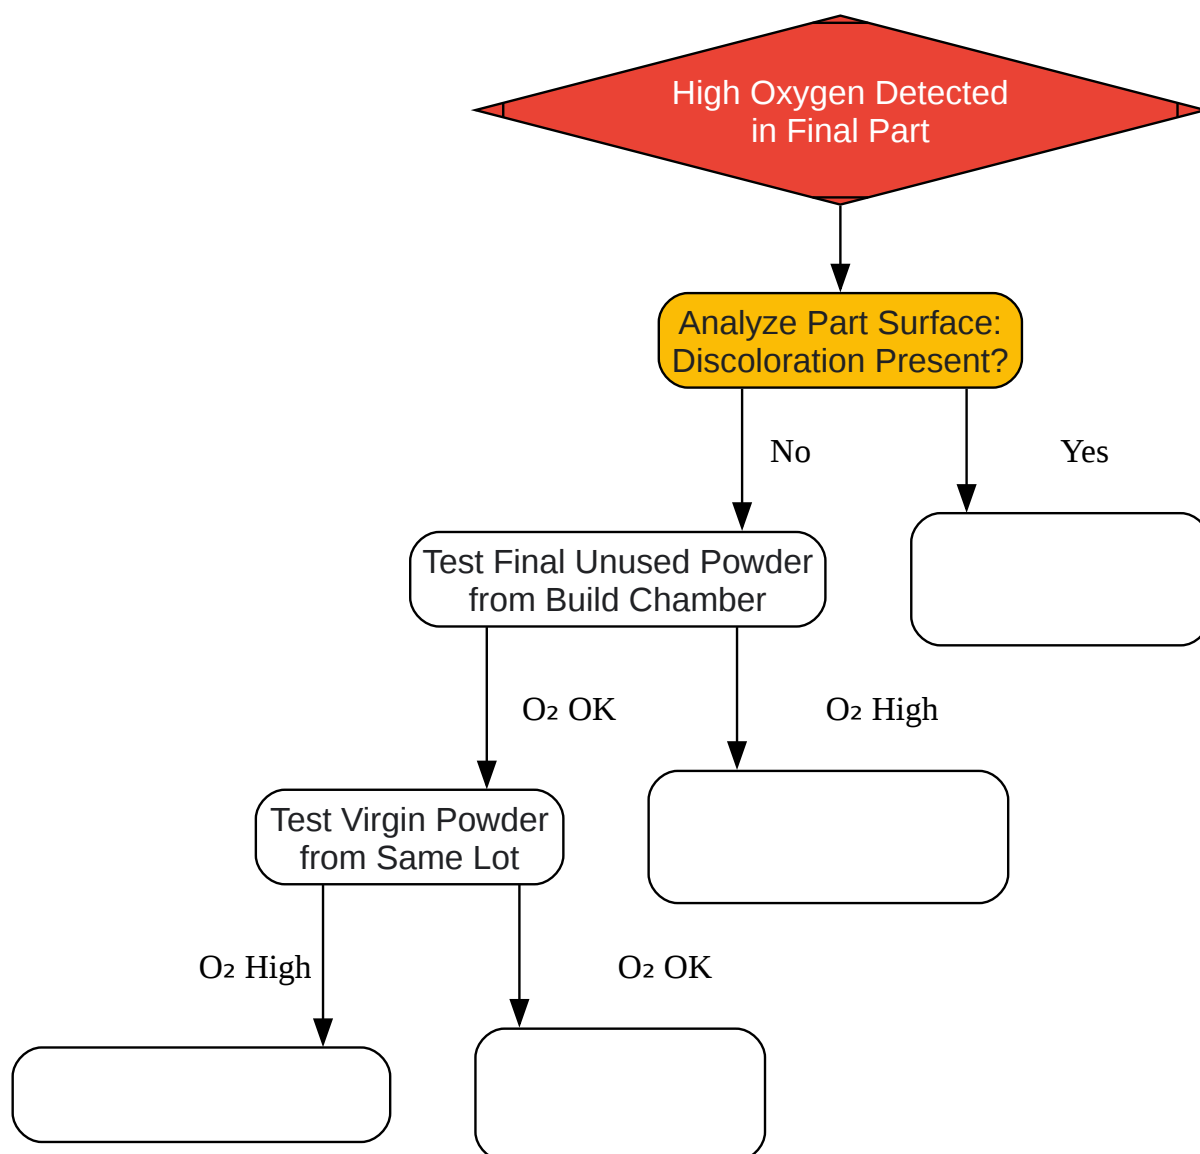 High Oxygen Detected
in Final Part
Analyze Part Surface:
Discoloration Present?
No
Yes
Test Final Unused Powder
from Build Chamber
O₂ OK
O₂ High
Test Virgin Powder
from Same Lot
O₂ High
O₂ OK